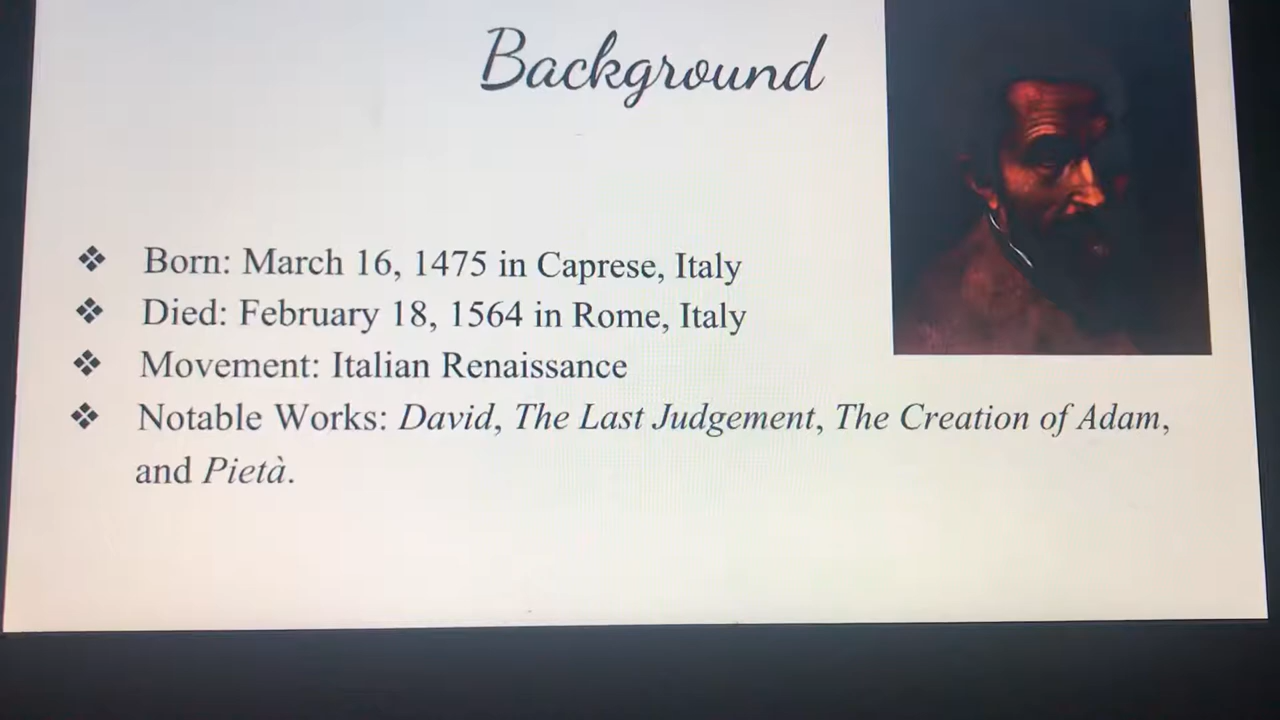 Background
❖ Born: March 16, 1475 in Caprese, Italy
❖ Died: February 18, 1564 in Rome, Italy
❖ Movement: Italian Renaissance
❖ Notable Works: David, The Last Judgement, The Creation of Adam,
and Pietà.